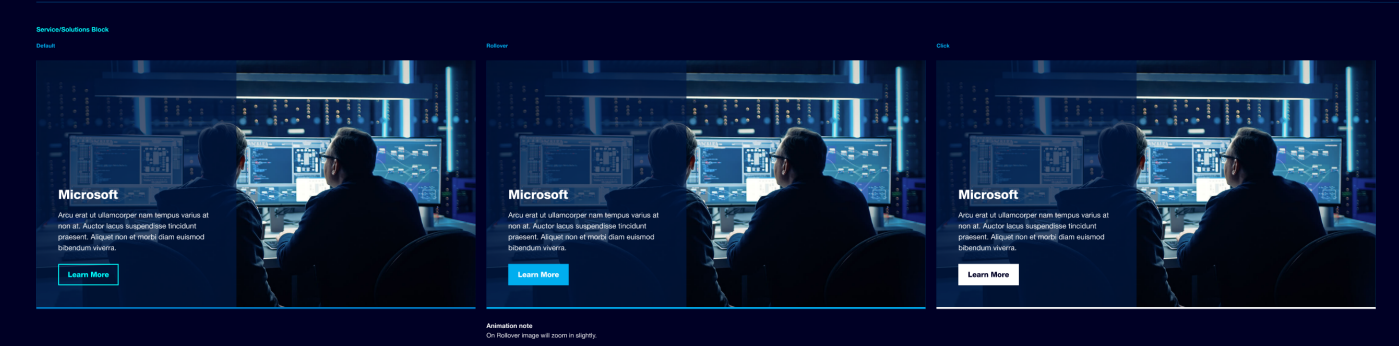 Service/Solutions Block
Default
Rollover
Click
Microsoft
Arcu erat ut ullamcorper nam tempus varius at
non at. Auctor lacus suspendisse tincidunt
praesent. Aliquet non et morbi diam euismod
bibendum viverra.
Learn More
Microsoft
Arcu erat ut ullamcorper nam tempus varius at
non at. Auctor lacus suspendisse tincidunt
praesent. Aliquet non et morbi diam euismod
bibendum viverra.
Learn More
Microsoft
Arcu erat ut ullamcorper nam tempus varius at
non at. Auctor lacus suspendisse tincidunt
praesent. Aliquet non et morbi diam euismod
bibendum viverra.
Learn More
Animation note
On Rollover image will zoom in slightly.